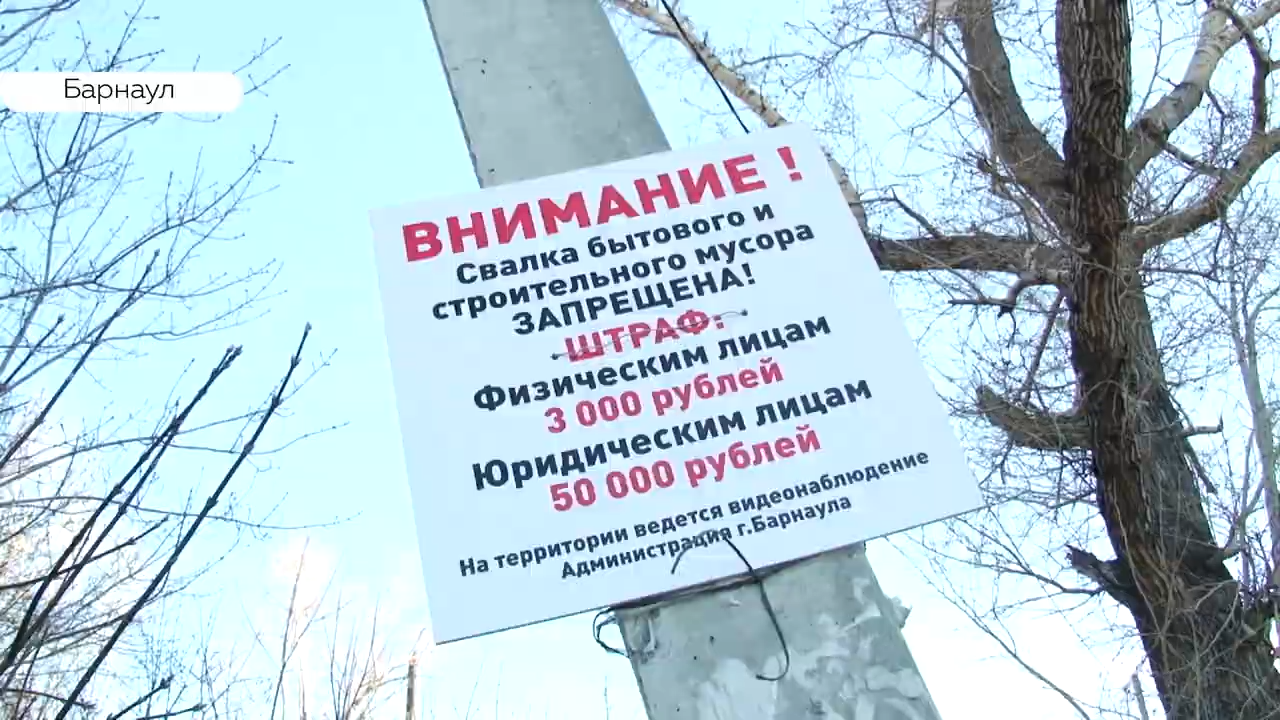 Барнаул
ВНИМАНИЕ !
Свалка бытового и
строительного мусора
ЗАПРЕЩЕНА!
ШТРАФ:
Физическим лицам
3 000 рублей
Юридическим лицам
50 000 рублей
На территории ведется видеонаблюдение
Администрация г.Барнаула